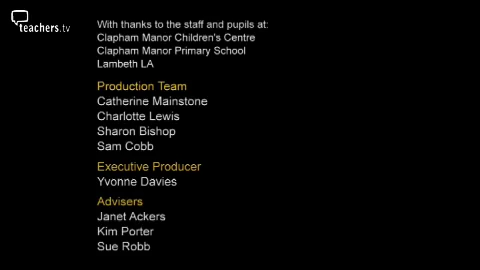 teachers.tv
With thanks to the staff and pupils at:
Clapham Manor Children's Centre
Clapham Manor Primary School
Lambeth LA
Production Team
Catherine Mainstone
Charlotte Lewis
Sharon Bishop
Sam Cobb
Executive Producer
Yvonne Davies
Advisers
Janet Ackers
Kim Porter
Sue Robb